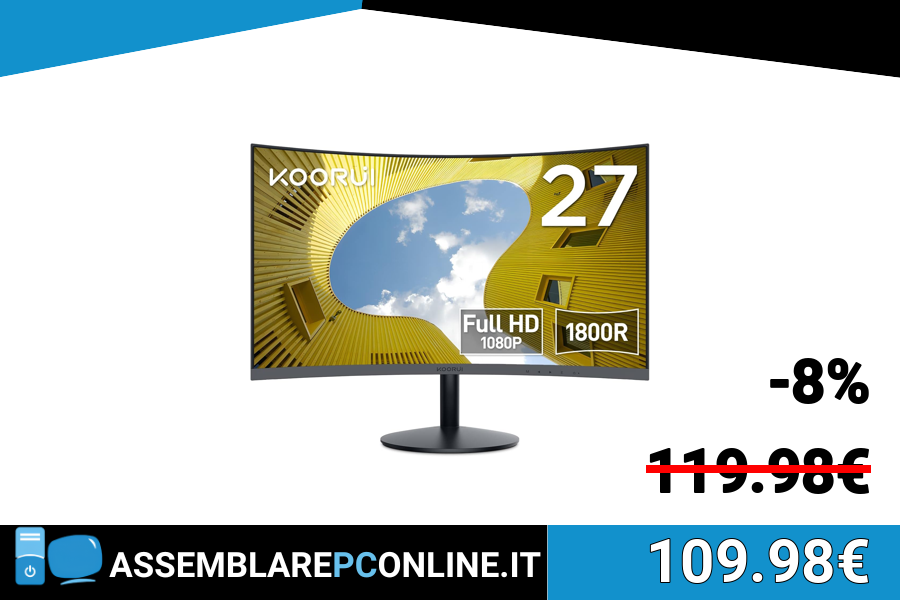 KOORUI
27
Full HD
1080P
1800R
KOORUI
-8%
119.98€
ASSEMBLAREPCONLINE.IT
109.98€